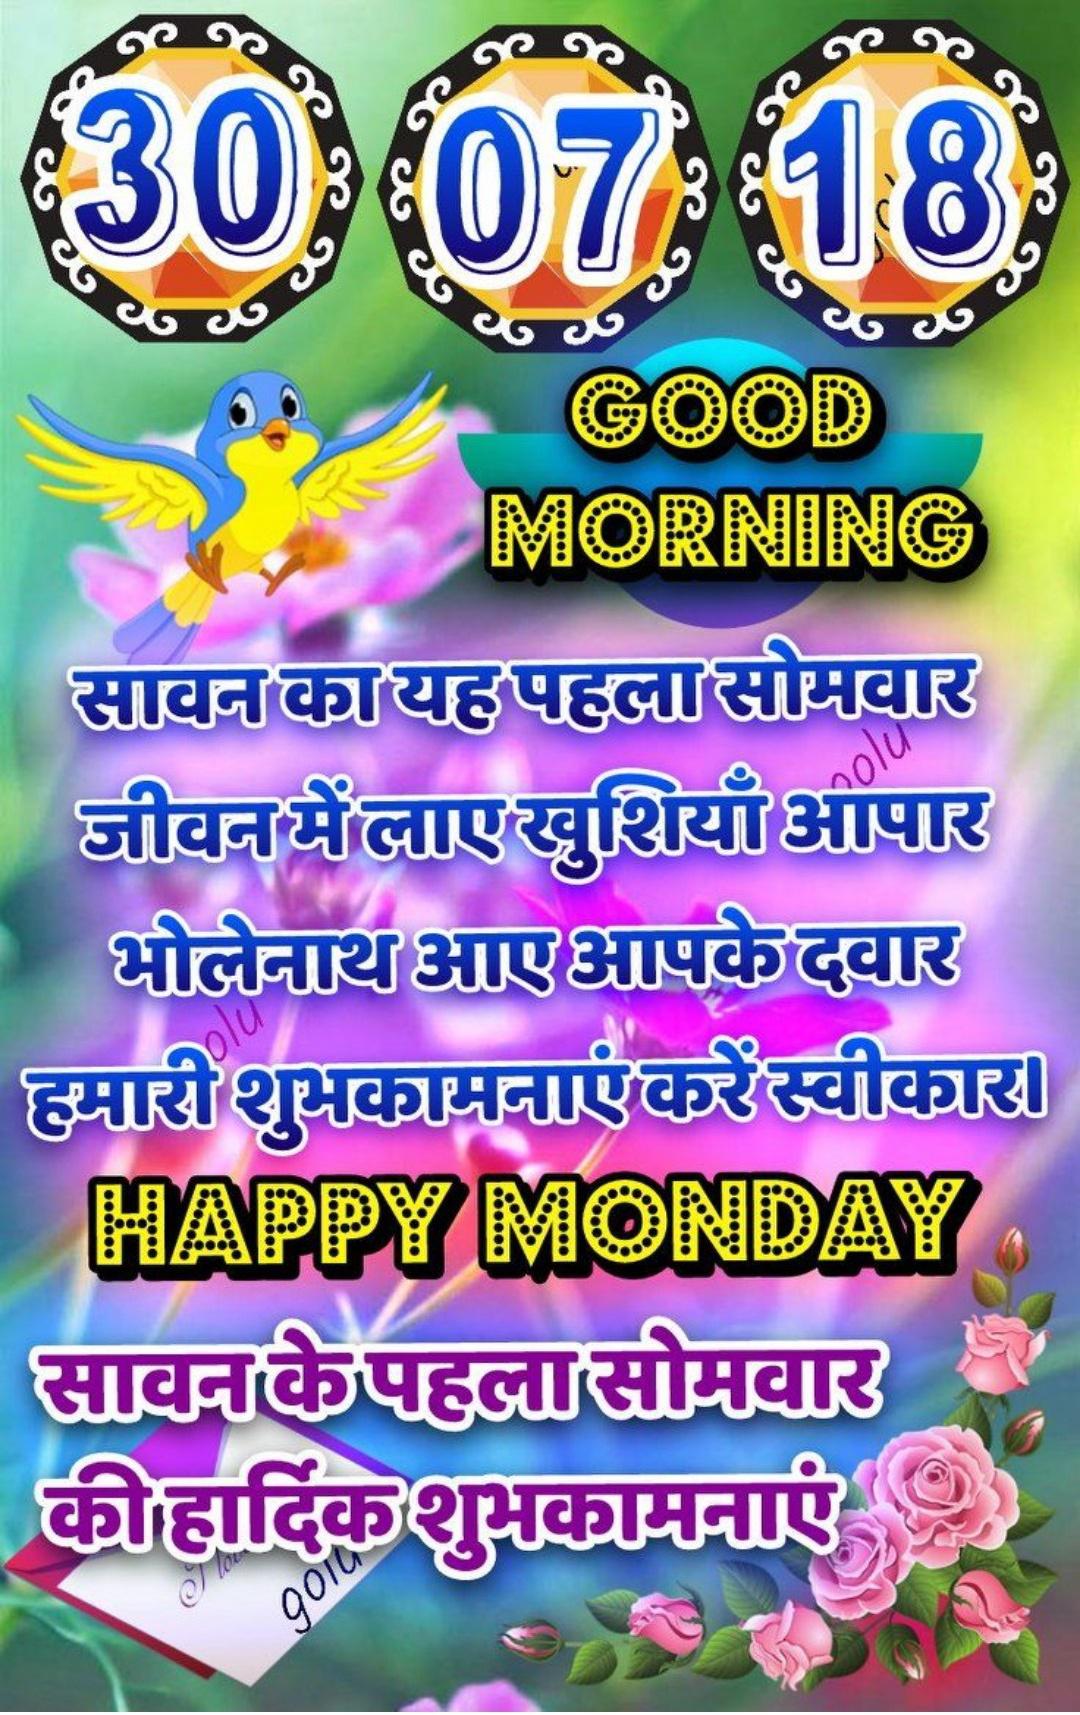 30 07 18
GOOD
MORNING
सावन का यह पहला सोमवार
जीवन में लाए खुशियाँ आपार
भोलेनाथ आए आपके दवार
हमारी शुभकामनाएं करें स्वीकार।
HAPPY MONDAY
सावन के पहला सोमवार
की हार्दिक शुभकामनाएं
golu